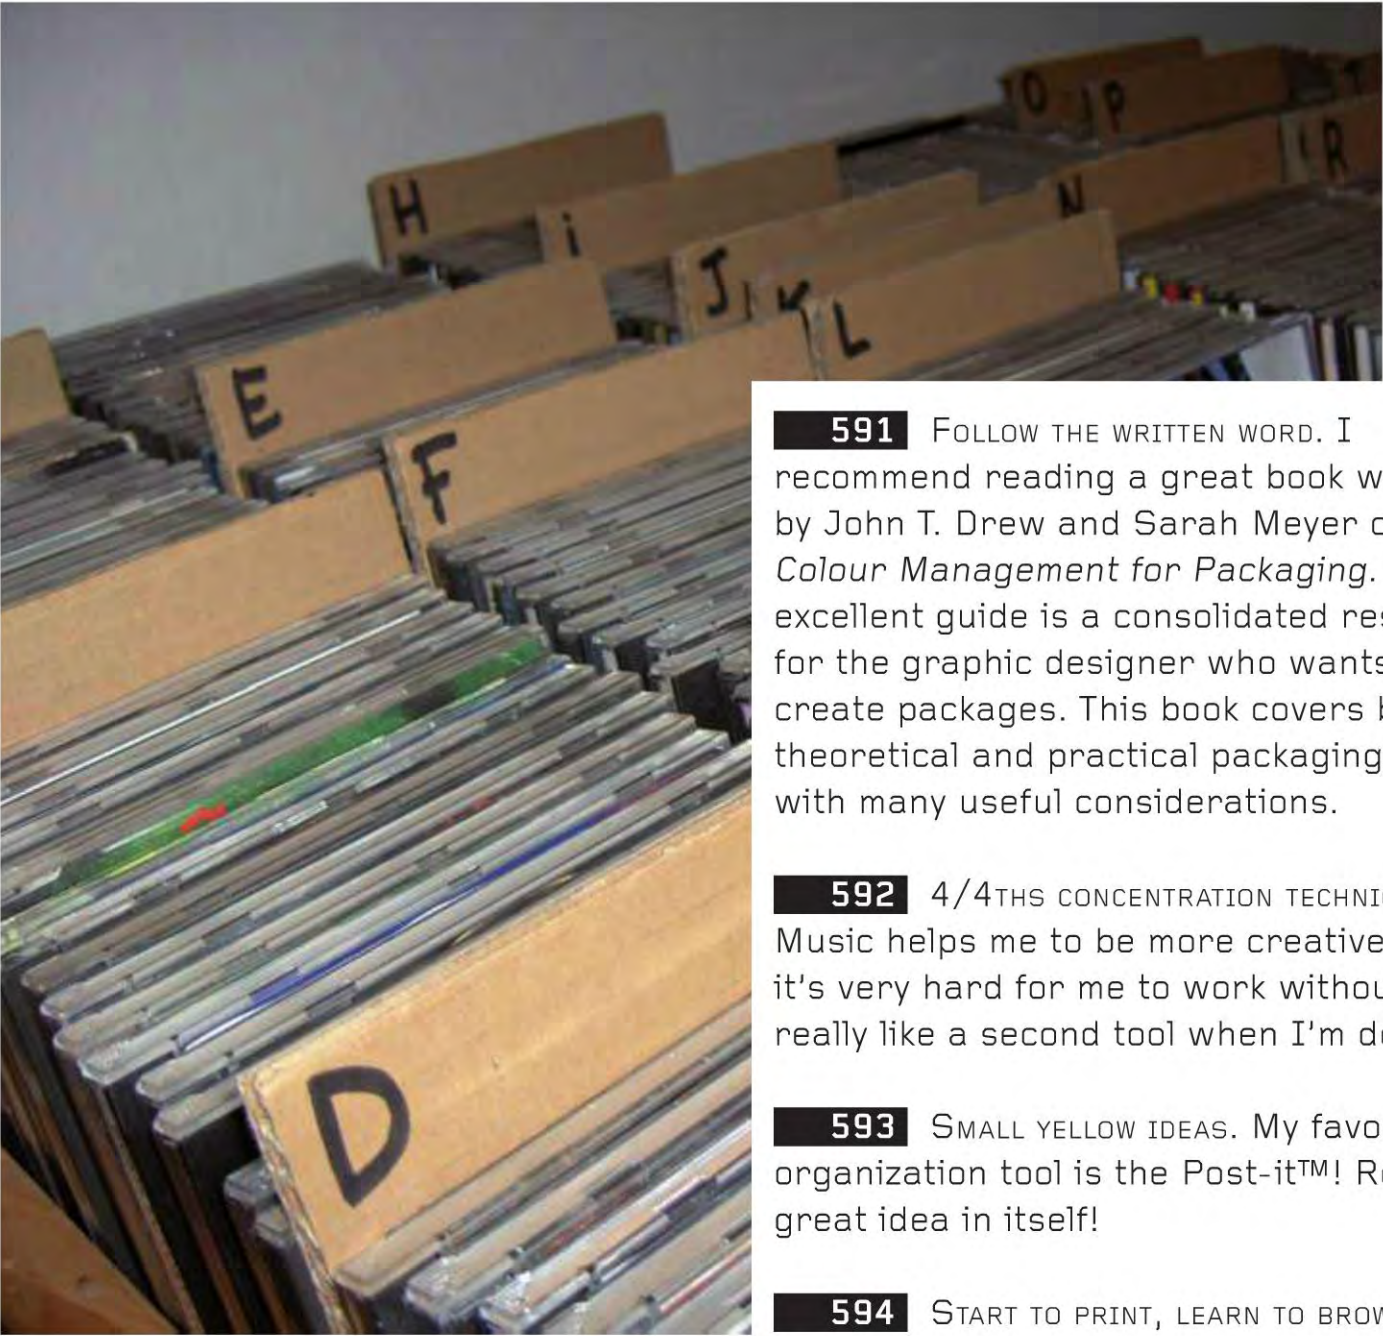 O
P
H
R
i
N
J
K
L
E
F
D
591 FOLLOW THE WRITTEN WORD. I
recommend reading a great book
by John T. Drew and Sarah Meyer
Colour Management for Packaging.
excellent guide is a consolidated
for the graphic designer who wants
create packages. This book covers
theoretical and practical packaging
with many useful considerations.
592 4/4THS CONCENTRATION
Music helps me to be more creative
it's very hard for me to work
really like a second tool when I'm
593 SMALL YELLOW IDEAS. My
organization tool is the Post-it™!
great idea in itself!
594 START TO PRINT, LEARN TO